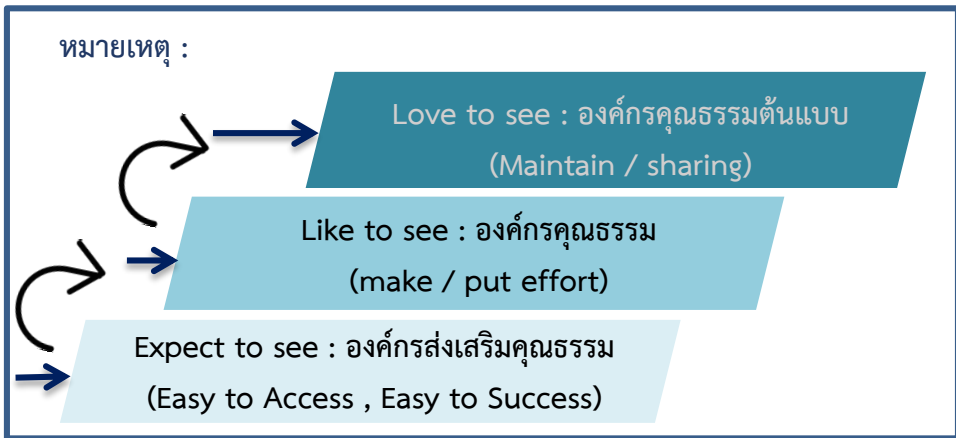 หมายเหตุ :
Love to see : องค์กรคุณธรรมต้นแบบ
(Maintain / sharing)
Like to see : องค์กรคุณธรรม
(make / put effort)
Expect to see : องค์กรส่งเสริมคุณธรรม
(Easy to Access , Easy to Success)